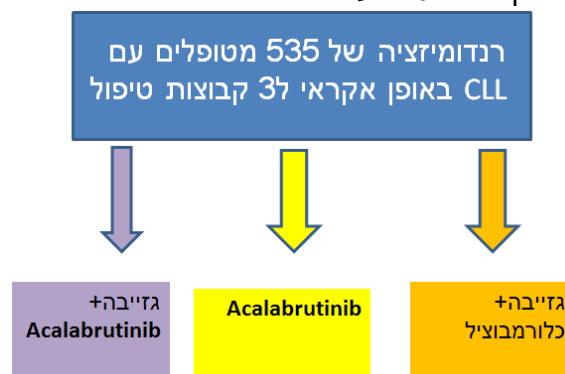 רנדומיזציה של 535 מטופלים עם
CLL באופן אקראי ל3 קבוצות טיפול
גזייבה+
כלורמבוציל
Acalabrutinib
גזייבה+
Acalabrutinib